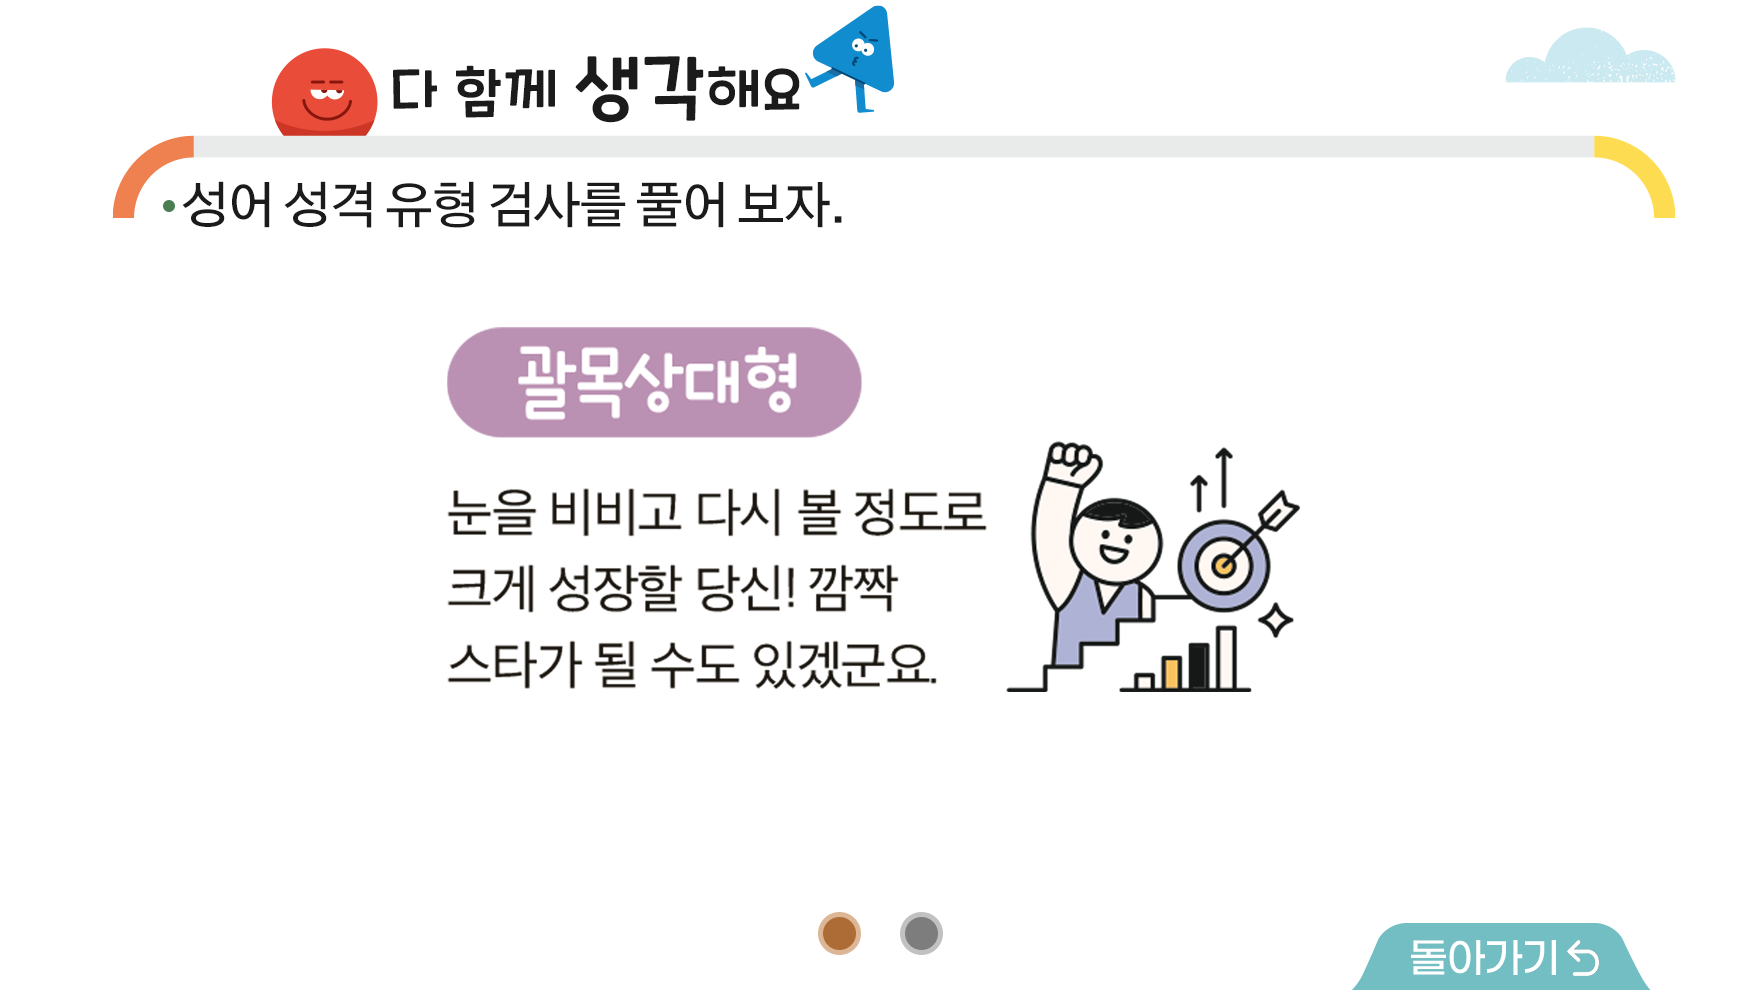 다 함께 생각해요
•성어 성격 유형 검사를 풀어 보자.
괄목상대형
눈을 비비고 다시 볼 정도로
크게 성장할 당신! 깜짝
스타가 될 수도 있겠군요.
돌아가기